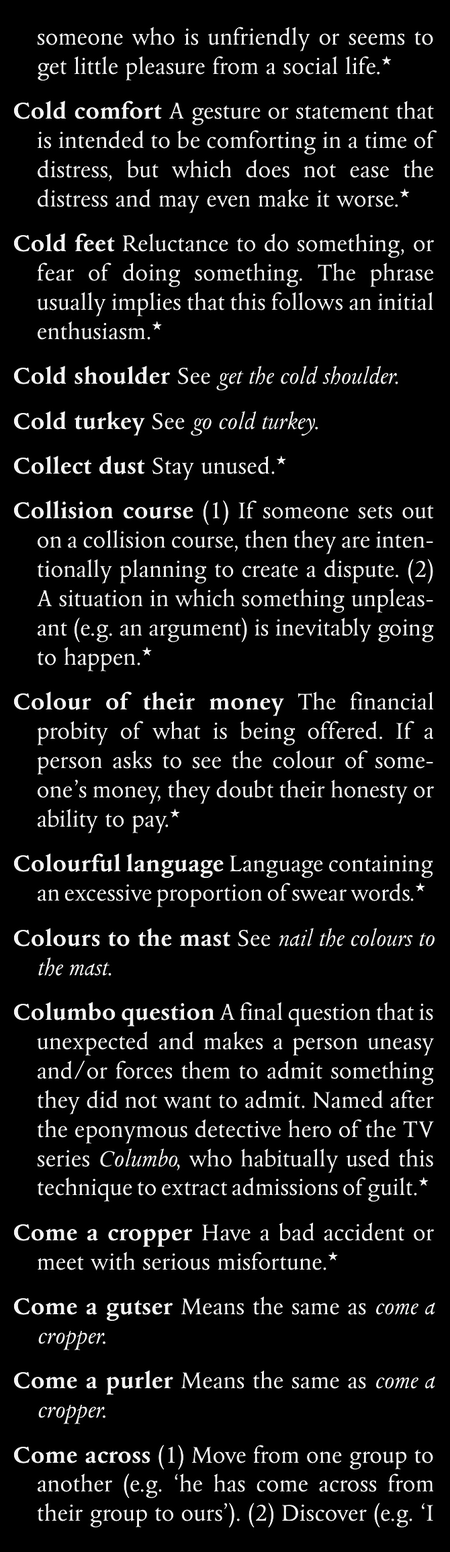 someone who is unfriendly or seems to
get little pleasure from a social life.★
Cold comfort A gesture or statement that
is intended to be comforting in a time of
distress, but which does not ease the
distress and may even make it worse.★
Cold feet Reluctance to do something, or
fear of doing something. The phrase
usually implies that this follows an initial
enthusiasm.★
Cold shoulder See get the cold shoulder.
Cold turkey See go cold turkey.
Collect dust Stay unused.★
Collision course (1) If someone sets out
on a collision course, then they are inten-
tionally planning to create a dispute. (2)
A situation in which something unpleas-
ant (e.g. an argument) is inevitably going
to happen.★
Colour of their money The financial
probity of what is being offered. If a
person asks to see the colour of some-
one’s money, they doubt their honesty or
ability to pay.★
Colourful language Language containing
an excessive proportion of swear words.★
Colours to the mast See nail the colours to
the mast.
Columbo question A final question that is
unexpected and makes a person uneasy
and/or forces them to admit something
they did not want to admit. Named after
the eponymous detective hero of the TV
series Columbo, who habitually used this
technique to extract admissions of guilt.★
Come a cropper Have a bad accident or
meet with serious misfortune.★
Come a gutser Means the same as come a
cropper.
Come a purler Means the same as come a
cropper.
Come across (1) Move from one group to
another (e.g. ‘he has come across from
their group to ours’). (2) Discover (e.g. ‘I